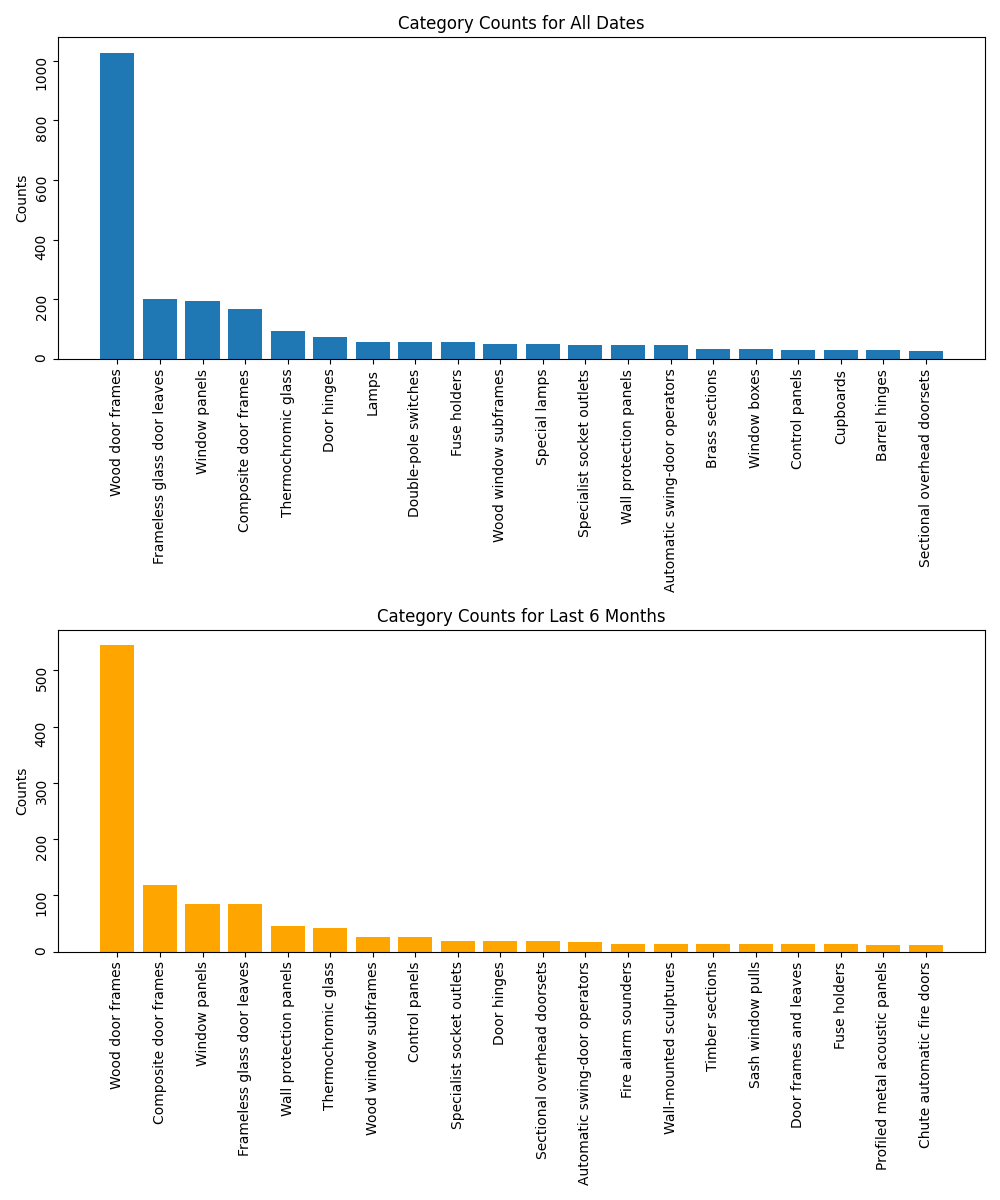 Category Counts for All Dates
Counts
1000
800
600
400
200
0
Wood door frames
Frameless glass door leaves
Window panels
Composite door frames
Thermochromic glass
Door hinges
Lamps
Double-pole switches
Fuse holders
Wood window subframes
Special lamps
Specialist socket outlets
Wall protection panels
Automatic swing-door operators
Brass sections
Window boxes
Control panels
Cupboards
Barrel hinges
Sectional overhead doorsets
Category Counts for Last 6 Months
Counts
500
400
300
200
100
0
Wood door frames
Composite door frames
Window panels
Frameless glass door leaves
Wall protection panels
Thermochromic glass
Wood window subframes
Control panels
Specialist socket outlets
Door hinges
Sectional overhead doorsets
Automatic swing-door operators
Fire alarm sounders
Wall-mounted sculptures
Timber sections
Sash window pulls
Door frames and leaves
Fuse holders
Profiled metal acoustic panels
Chute automatic fire doors